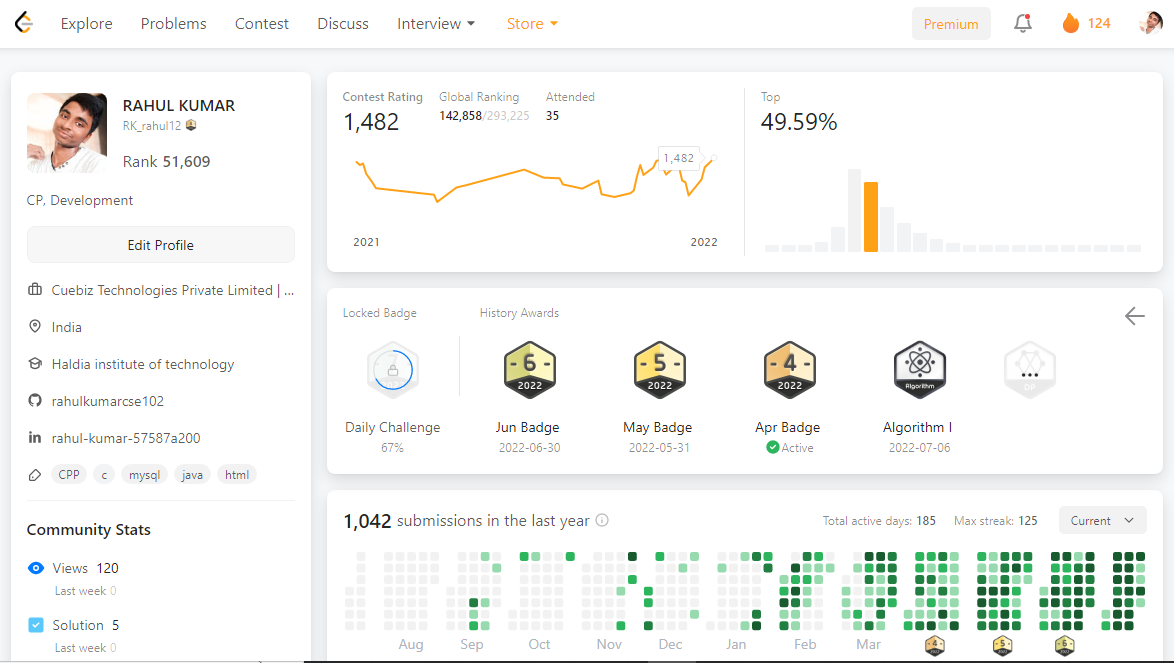 Explore Problems Contest Discuss Interview Store Premium 124
RAHUL KUMAR
RK_rahul12
Rank 51,609
CP, Development
Edit Profile
Cuebiz Technologies Private Limited | ...
India
Haldia institute of technology
rahulkumarcse102
rahul-kumar-57587a200
CPP c mysql java html
Community Stats
Views 120
Last week 0
Solution 5
Last week 0
Contest Rating Global Ranking Attended
1,482 142,858/293,225 35
1,482
2021 2022
Top
49.59%
Locked Badge History Awards
6 5 4
2022 2022 2022 Algorithm DP
Daily Challenge Jun Badge May Badge Apr Badge Algorithm I
67% 2022-06-30 2022-05-31 Active 2022-07-06
1,042 submissions in the last year Total active days: 185 Max streak: 125 Current
Aug Sep Oct Nov Dec Jan Feb Mar 4 5 6